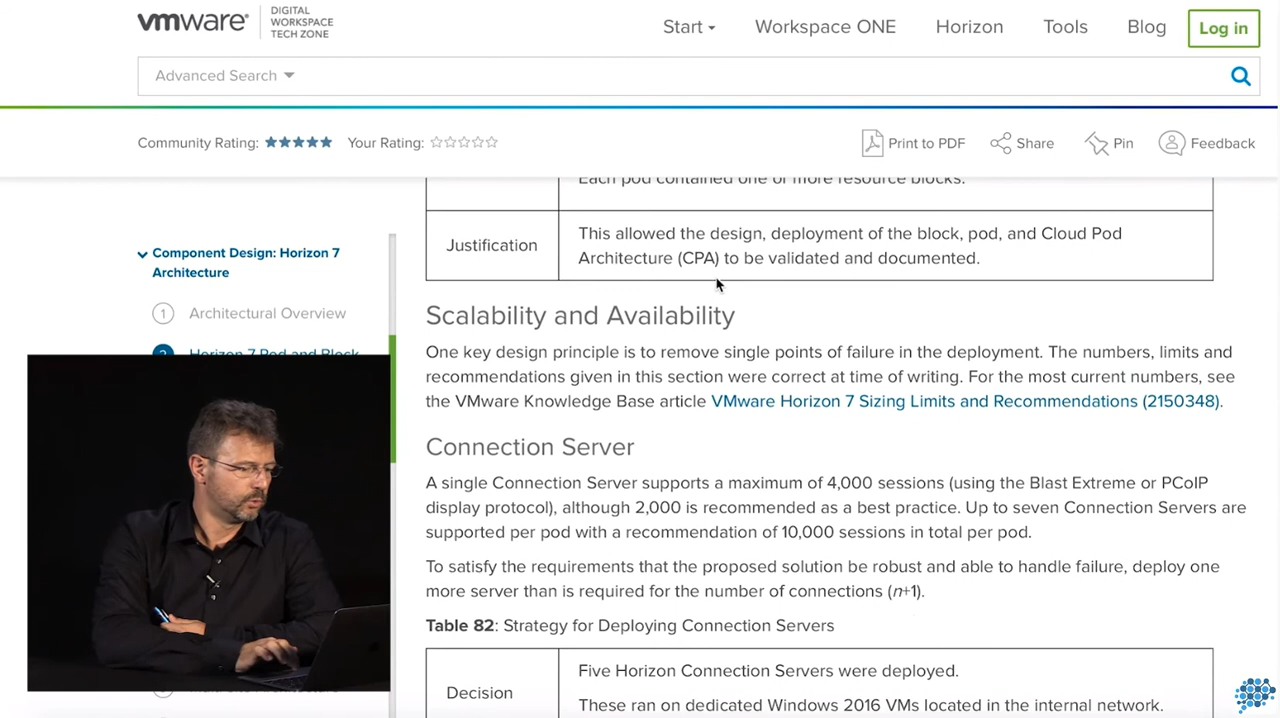 vmware®
DIGITAL
WORKSPACE
TECH ZONE
Start
Workspace ONE
Horizon
Tools
Blog
Log in
Advanced Search
Community Rating:
Your Rating:
Print to PDF
Share
Pin
Feedback
Component Design: Horizon 7
Architecture
1 Architectural Overview
2 Horizon 7 Pod and Block
Each pod contained one or more resource blocks.
Justification
This allowed the design, deployment of the block, pod, and Cloud Pod
Architecture (CPA) to be validated and documented.
Scalability and Availability
One key design principle is to remove single points of failure in the deployment. The numbers, limits and
recommendations given in this section were correct at time of writing. For the most current numbers, see
the VMware Knowledge Base article VMware Horizon 7 Sizing Limits and Recommendations (2150348).
Connection Server
A single Connection Server supports a maximum of 4,000 sessions (using the Blast Extreme or PCoIP
display protocol), although 2,000 is recommended as a best practice. Up to seven Connection Servers are
supported per pod with a recommendation of 10,000 sessions in total per pod.
To satisfy the requirements that the proposed solution be robust and able to handle failure, deploy one
more server than is required for the number of connections (n+1).
Table 82: Strategy for Deploying Connection Servers
Decision
Five Horizon Connection Servers were deployed.
These ran on dedicated Windows 2016 VMs located in the internal network.